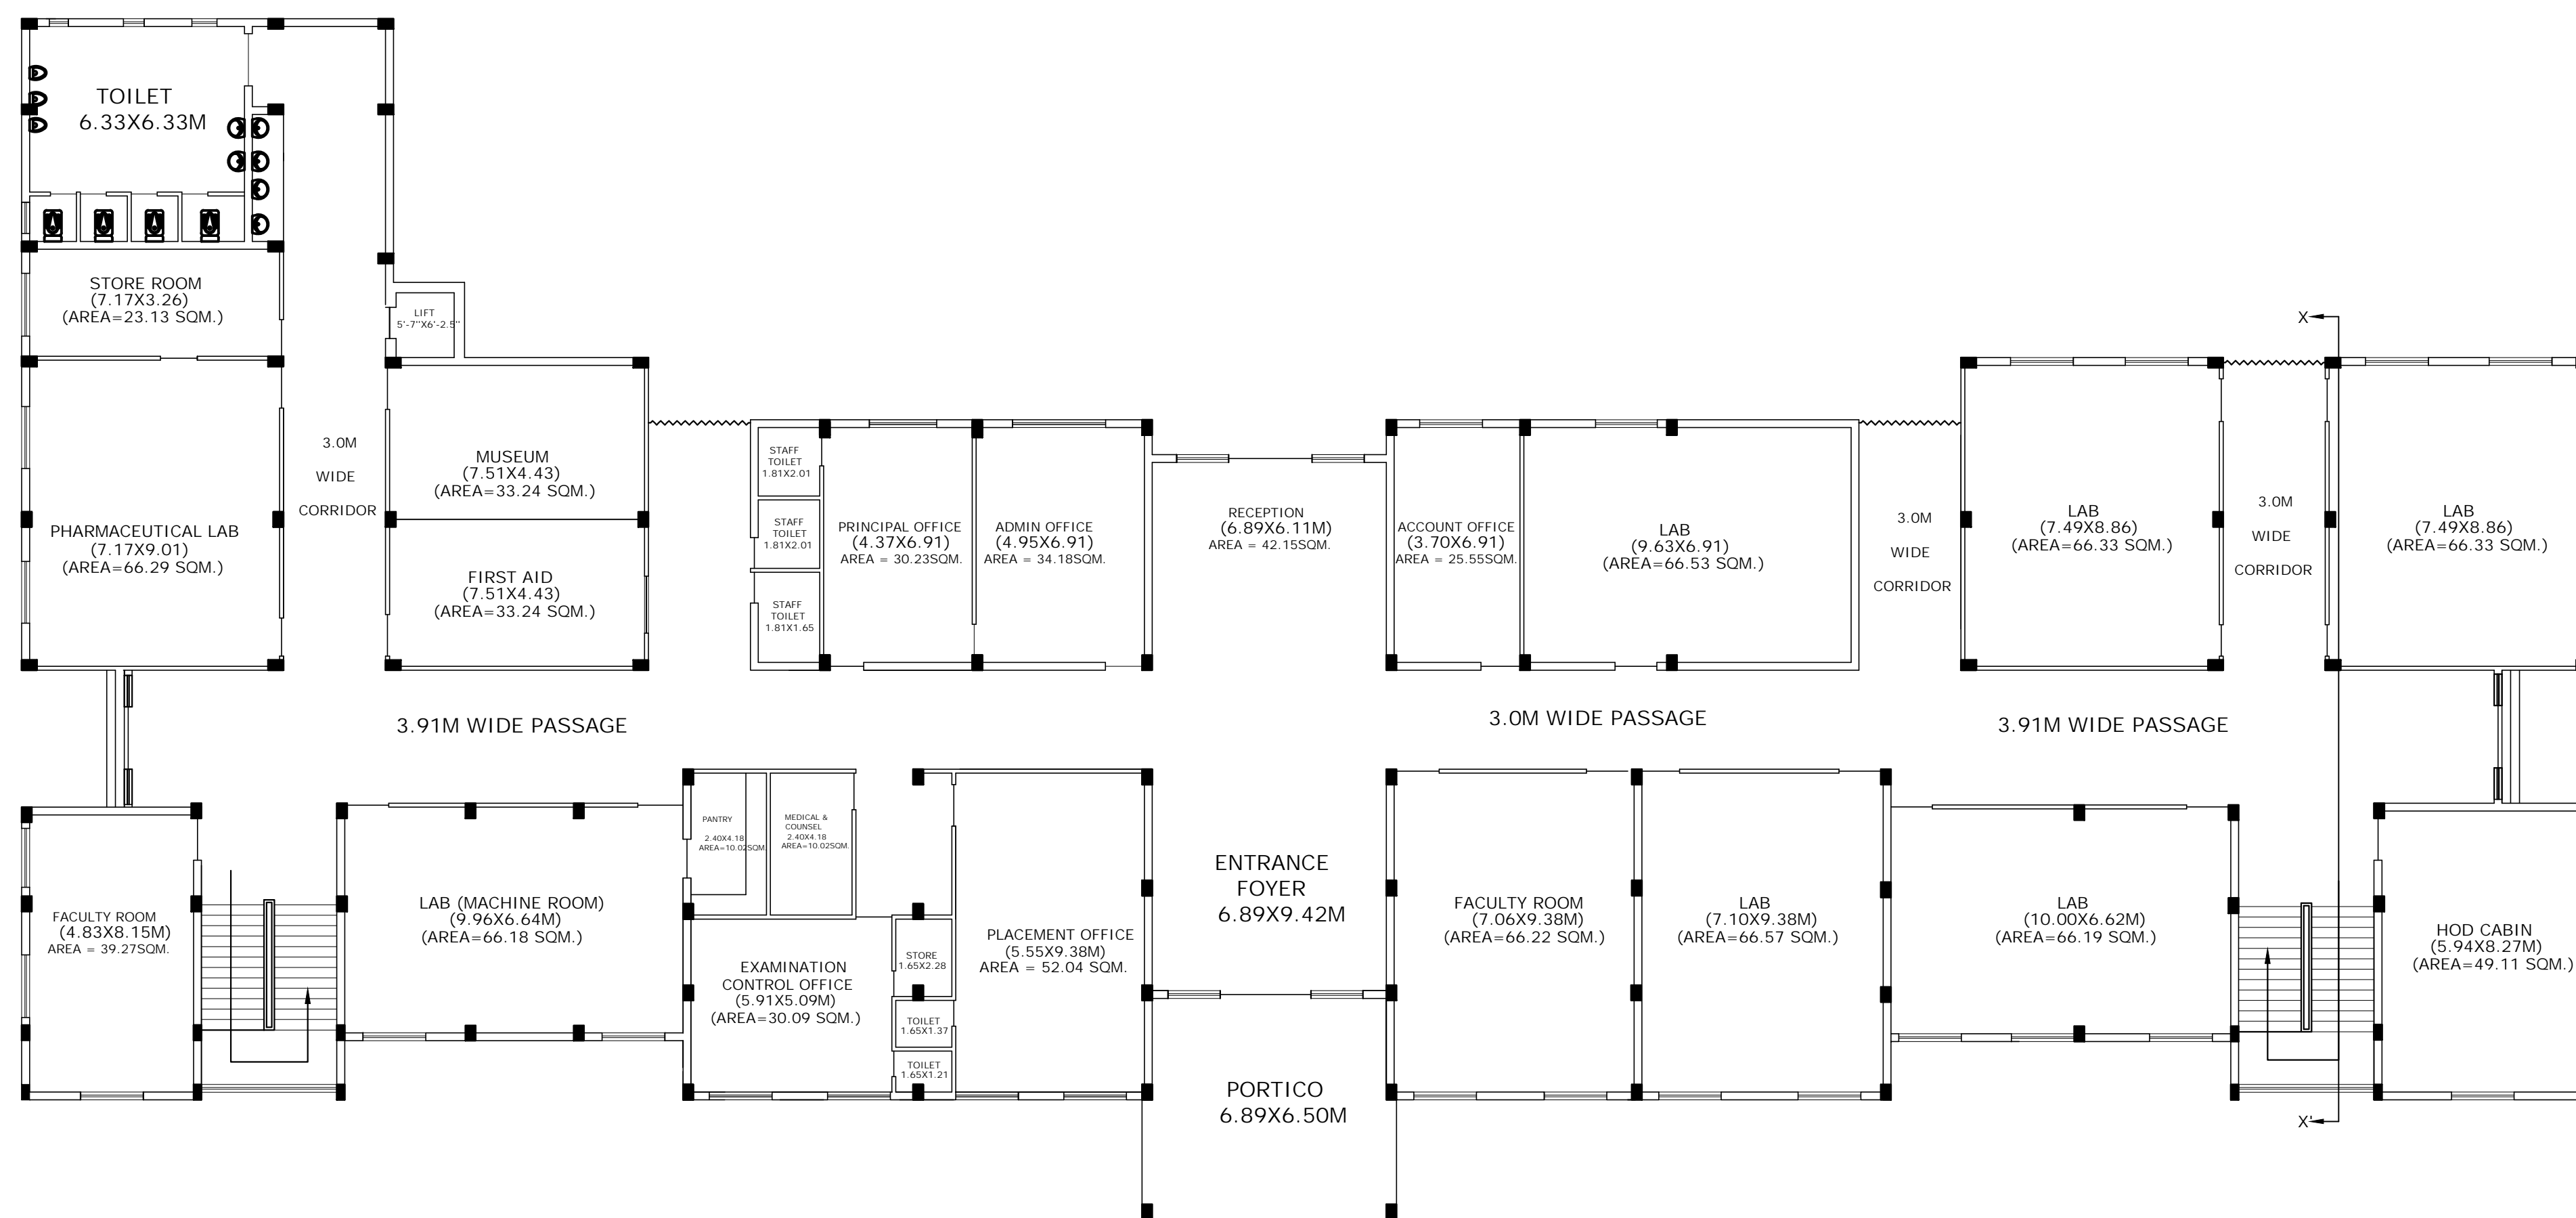 TOILET
6.33X6.33M
STORE ROOM
(7.17X3.26)
(AREA=23.13 SQM.)
LIFT
5'-7"X6'-2.5"
PHARMACEUTICAL LAB
(7.17X9.01)
(AREA=66.29 SQM.)
3.0M
WIDE
CORRIDOR
MUSEUM
(7.51X4.43)
(AREA=33.24 SQM.)
FIRST AID
(7.51X4.43)
(AREA=33.24 SQM.)
STAFF
TOILET
1.81X2.01
STAFF
TOILET
1.81X2.01
STAFF
TOILET
1.81X1.65
PRINCIPAL OFFICE
(4.37X6.91)
AREA = 30.23SQM.
ADMIN OFFICE
(4.95X6.91)
AREA = 34.18SQM.
RECEPTION
(6.89X6.11M)
AREA = 42.15SQM.
ACCOUNT OFFICE
(3.70X6.91)
AREA = 25.55SQM.
LAB
(9.63X6.91)
(AREA=66.53 SQM.)
3.0M
WIDE
CORRIDOR
LAB
(7.49X8.86)
(AREA=66.33 SQM.)
3.0M
WIDE
CORRIDOR
X
LAB
(7.49X8.86)
(AREA=66.33 SQM.)
3.91M WIDE PASSAGE
3.0M WIDE PASSAGE
3.91M WIDE PASSAGE
FACULTY ROOM
(4.83X8.15M)
AREA = 39.27SQM.
LAB (MACHINE ROOM)
(9.96X6.64M)
(AREA=66.18 SQM.)
PANTRY
2.40X4.18
AREA=10.02SQM.
MEDICAL &
COUNSEL
2.40X4.18
AREA=10.02SQM.
EXAMINATION
CONTROL OFFICE
(5.91X5.09M)
(AREA=30.09 SQM.)
STORE
1.65X2.28
TOILET
1.65X1.37
TOILET
1.65X1.21
PLACEMENT OFFICE
(5.55X9.38M)
AREA = 52.04 SQM.
ENTRANCE
FOYER
6.89X9.42M
PORTICO
6.89X6.50M
FACULTY ROOM
(7.06X9.38M)
(AREA=66.22 SQM.)
LAB
(7.10X9.38M)
(AREA=66.57 SQM.)
LAB
(10.00X6.62M)
(AREA=66.19 SQM.)
HOD CABIN
(5.94X8.27M)
(AREA=49.11 SQM.)
X'